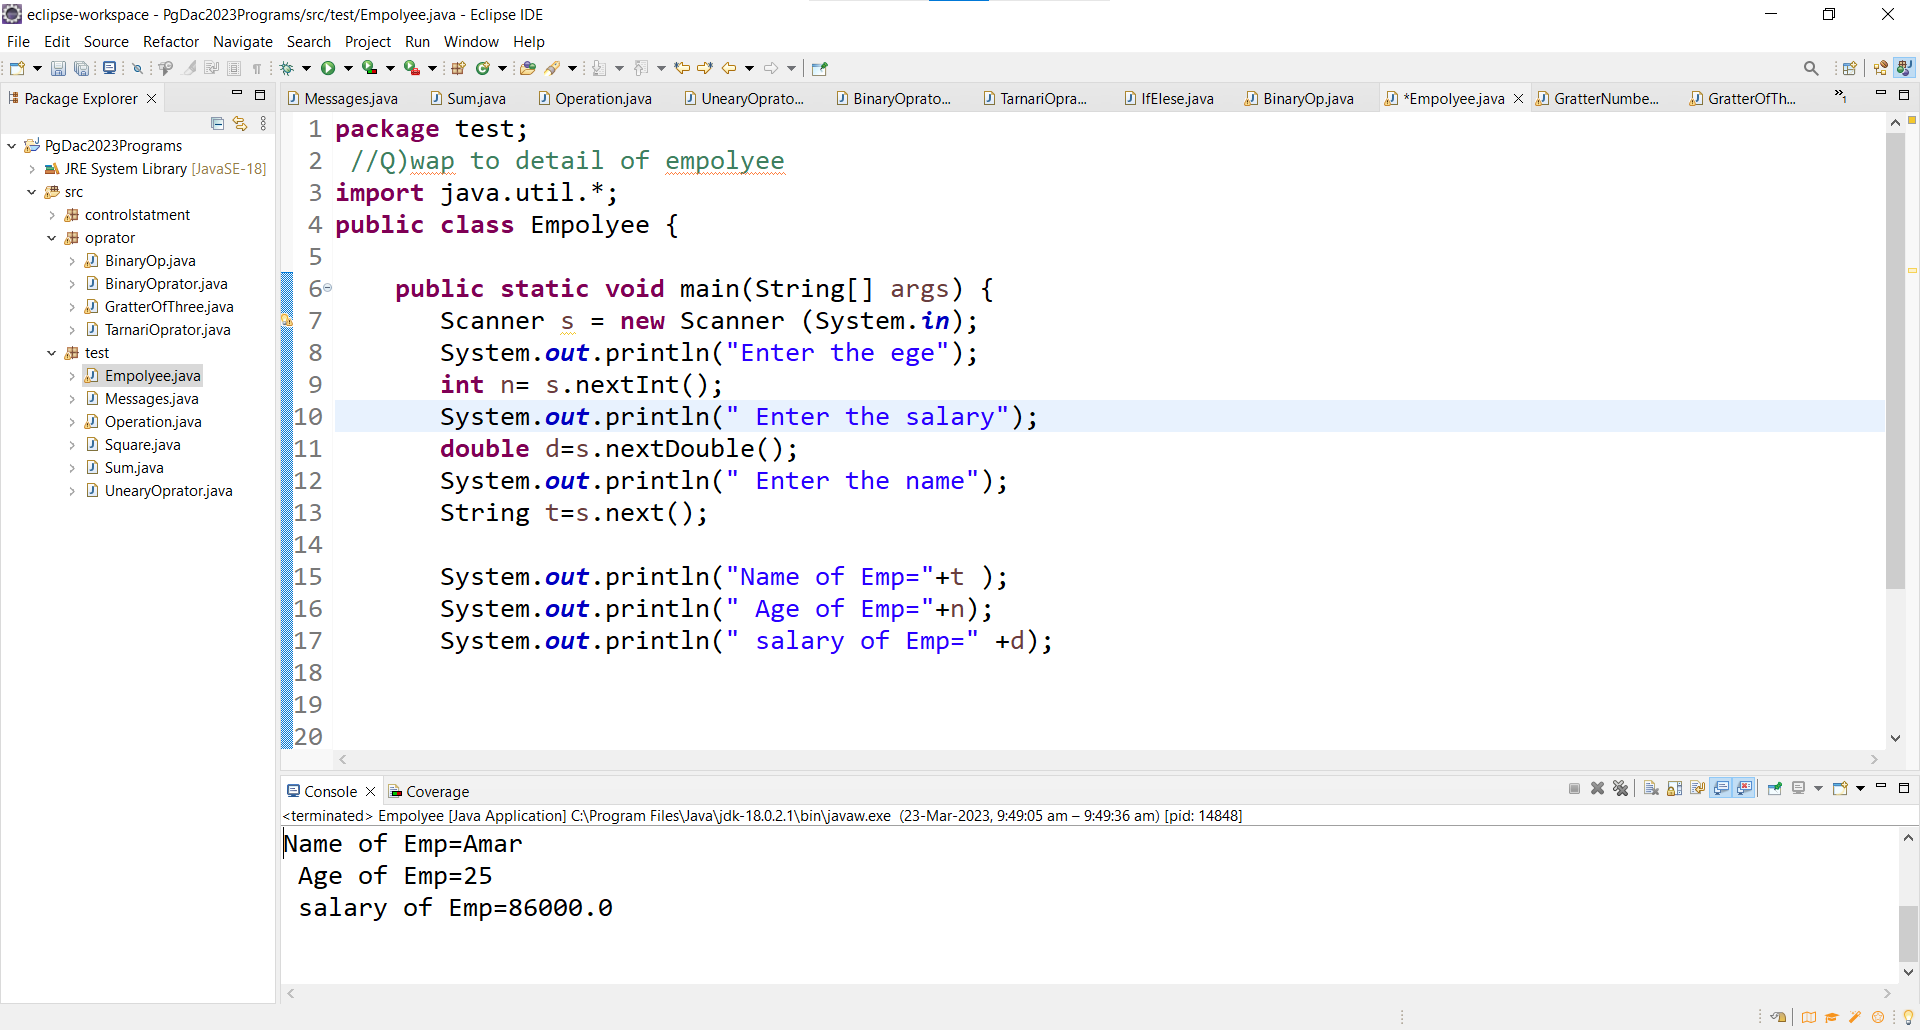 eclipse-workspace - PgDac2023Programs/src/test/Empolyee.java - Eclipse IDE
File Edit Source Refactor Navigate Search Project Run Window Help
Package Explorer
PgDac2023Programs
JRE System Library [JavaSE-18]
src
controlstatment
oprator
BinaryOp.java
BinaryOprator.java
GratterOfThree.java
TarnariOprator.java
test
Empolyee.java
Messages.java
Operation.java
Square.java
Sum.java
UnearyOprator.java
Messages.java Sum.java Operation.java UnearyOprato... BinaryOprato... TarnariOpra... IfElese.java BinaryOp.java *Empolyee.java GratterNumbe... GratterOfTh... »1
1 package test;
2 //Q)wap to detail of empolyee
3 import java.util.*;
4 public class Empolyee {
5
6 public static void main(String[] args) {
7 Scanner s = new Scanner (System.in);
8 System.out.println("Enter the ege");
9 int n= s.nextInt();
10 System.out.println(" Enter the salary");
11 double d=s.nextDouble();
12 System.out.println(" Enter the name");
13 String t=s.next();
14
15 System.out.println("Name of Emp="+t );
16 System.out.println(" Age of Emp="+n);
17 System.out.println(" salary of Emp=" +d);
18
19
20
Console Coverage
<terminated> Empolyee [Java Application] C:\Program Files\Java\jdk-18.0.2.1\bin\javaw.exe (23-Mar-2023, 9:49:05 am – 9:49:36 am) [pid: 14848]
Name of Emp=Amar
Age of Emp=25
salary of Emp=86000.0